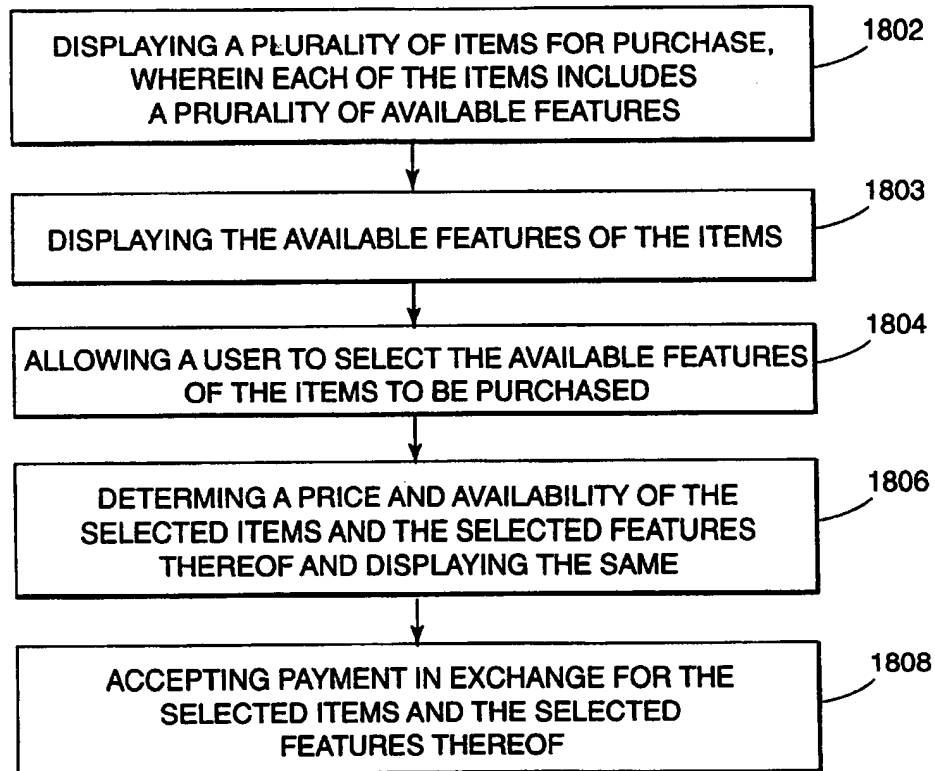 DISPLAYING A PLURALITY OF ITEMS FOR PURCHASE,
WHEREIN EACH OF THE ITEMS INCLUDES
A PRURALITY OF AVAILABLE FEATURES
1802
DISPLAYING THE AVAILABLE FEATURES OF THE ITEMS
1803
ALLOWING A USER TO SELECT THE AVAILABLE FEATURES
OF THE ITEMS TO BE PURCHASED
1804
DETERMING A PRICE AND AVAILABILITY OF THE
SELECTED ITEMS AND THE SELECTED FEATURES
THEREOF AND DISPLAYING THE SAME
1806
ACCEPTING PAYMENT IN EXCHANGE FOR THE
SELECTED ITEMS AND THE SELECTED
FEATURES THEREOF
1808